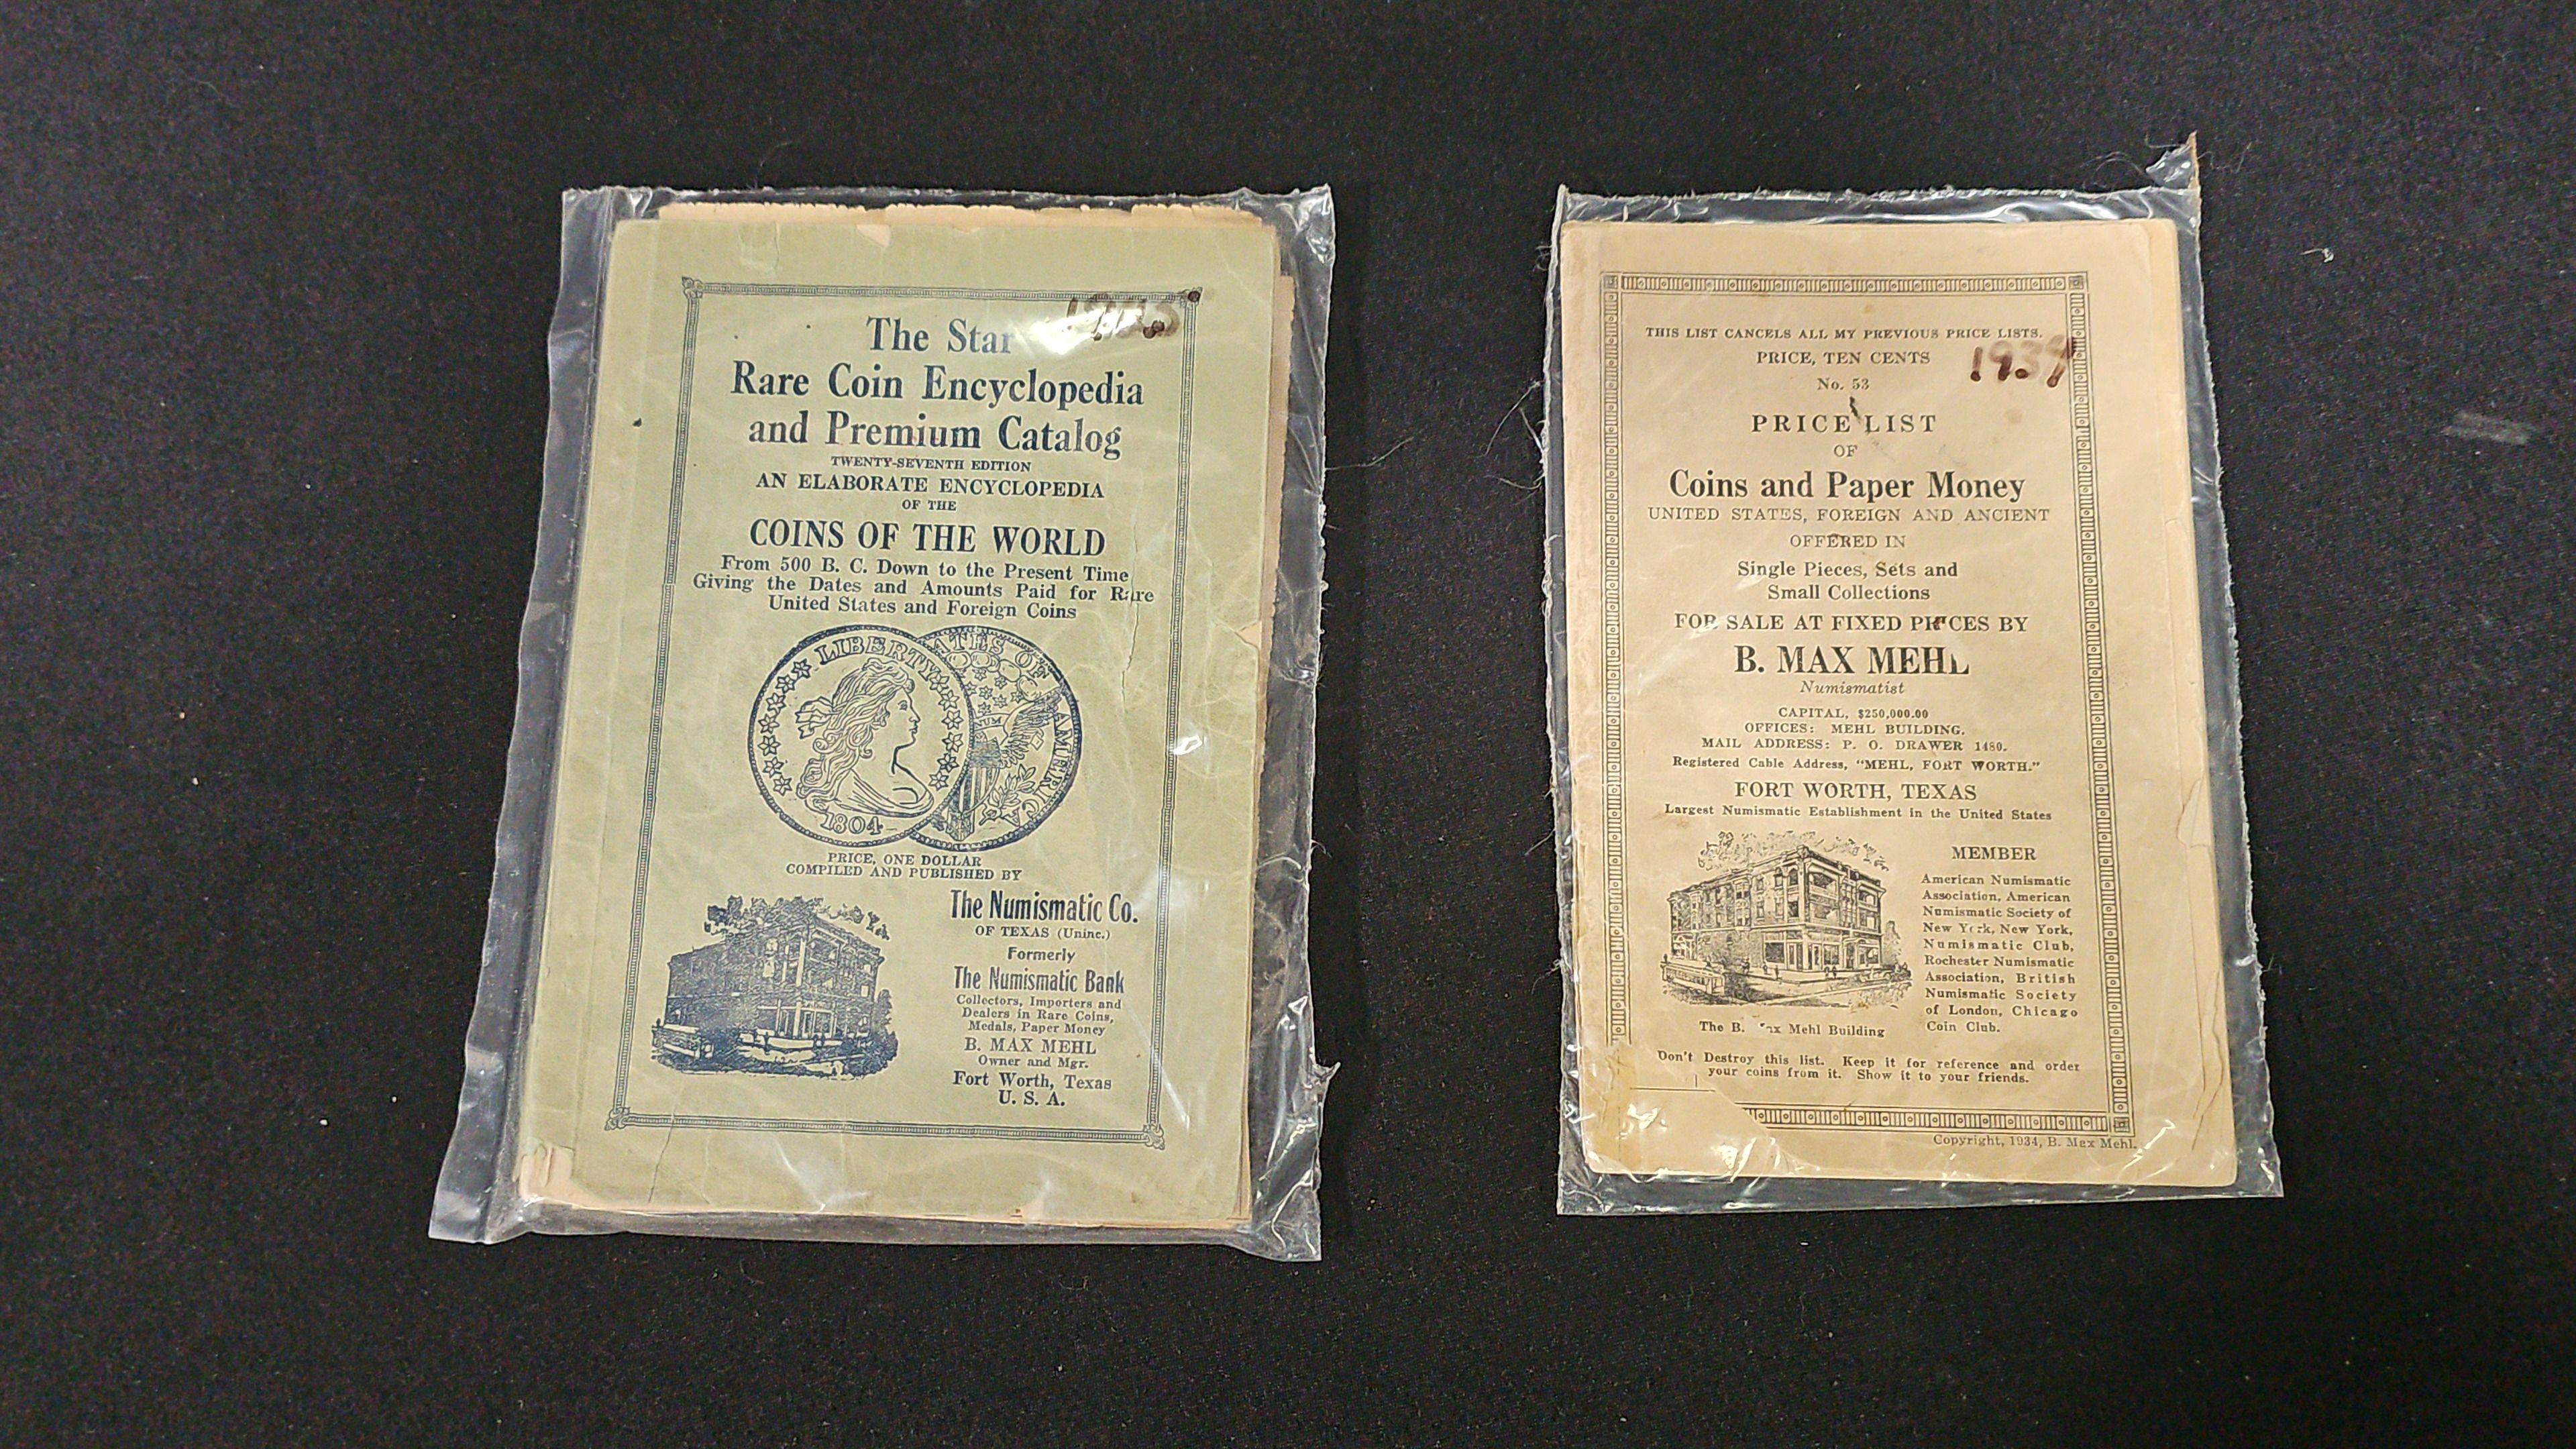 The Star
Rare Coin Encyclopedia
and Premium Catalog
TWENTY-SEVENTH EDITION
AN ELABORATE ENCYCLOPEDIA
OF THE
COINS OF THE WORLD
From 500 B. C. Down to the Present Time
Giving the Dates and Amounts Paid for Rare
United States and Foreign Coins
LIBERTY
ATES OF AMERICA
1804
PRICE, ONE DOLLAR
COMPILED AND PUBLISHED BY
The Numismatic Co.
OF TEXAS (Uninc.)
Formerly
The Numismatic Bank
Collectors, Importers and
Dealers in Rare Coins,
Medals, Paper Money
B. MAX MEHL
Owner and Mgr.
Fort Worth, Texas
U. S. A.
THIS LIST CANCELS ALL MY PREVIOUS PRICE LISTS.
PRICE, TEN CENTS
1934
No. 53
PRICE LIST
OF
Coins and Paper Money
UNITED STATES, FOREIGN AND ANCIENT
OFFERED IN
Single Pieces, Sets and
Small Collections
FOR SALE AT FIXED PRICES BY
B. MAX MEHL
Numismatist
CAPITAL, $250,000.00
OFFICES: MEHL BUILDING.
MAIL ADDRESS: P. O. DRAWER 1480.
Registered Cable Address, "MEHL, FORT WORTH."
FORT WORTH, TEXAS
Largest Numismatic Establishment in the United States
MEMBER
American Numismatic
Association, American
Numismatic Society of
New York, New York,
Numismatic Club,
Rochester Numismatic
Association, British
Numismatic Society
of London, Chicago
Coin Club.
The B. Max Mehl Building
Don't Destroy this list. Keep it for reference and order
your coins from it. Show it to your friends.
Copyright, 1934, B. Max Mehl.